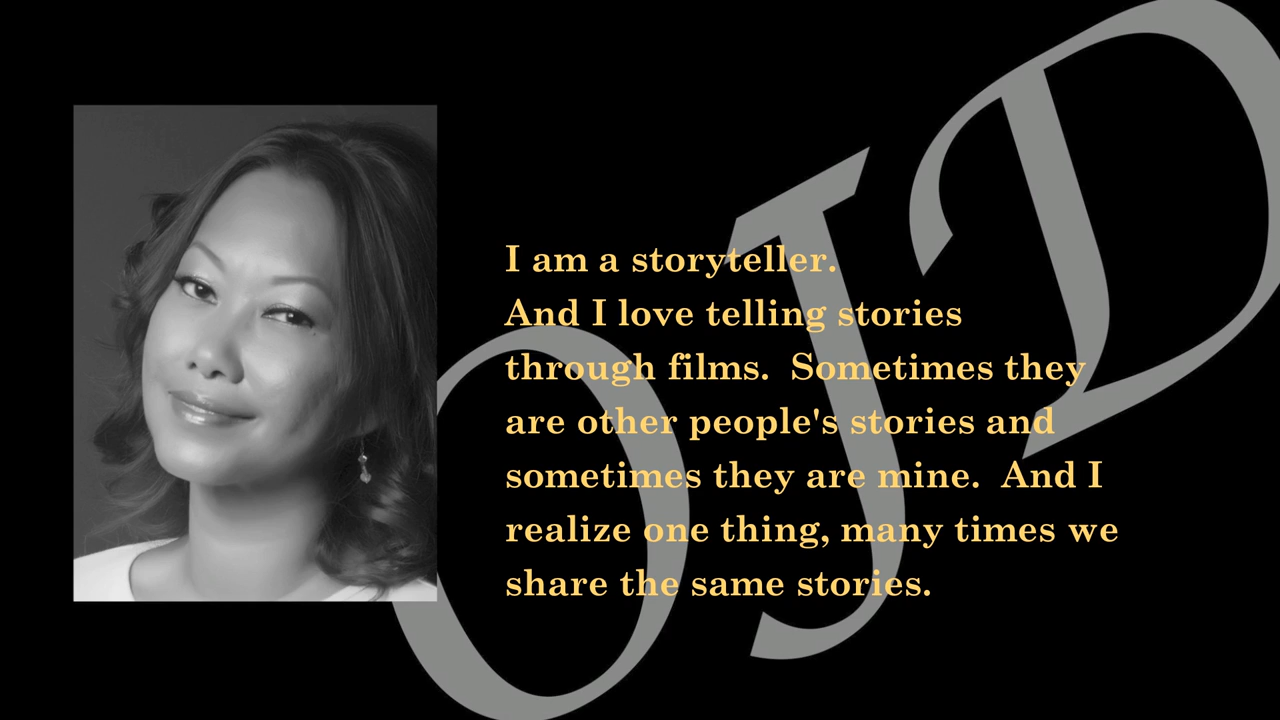 OJD
I am a storyteller.
And I love telling stories
through films.  Sometimes they
are other people's stories and
sometimes they are mine.  And I
realize one thing, many times we
share the same stories.